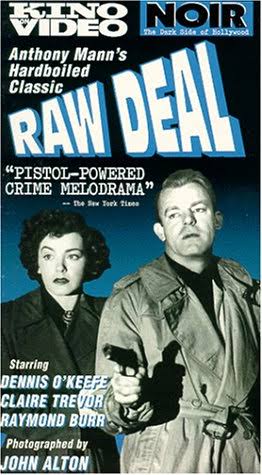 KINO ON VIDEO
NOIR
The Dark Side of Hollywood
Anthony Mann's
Hardboiled
Classic
RAW DEAL
"PISTOL-POWERED
CRIME MELODRAMA"
-- The New York Times
Starring
DENNIS O'KEEFE
CLAIRE TREVOR
RAYMOND BURR
Photographed by
JOHN ALTON